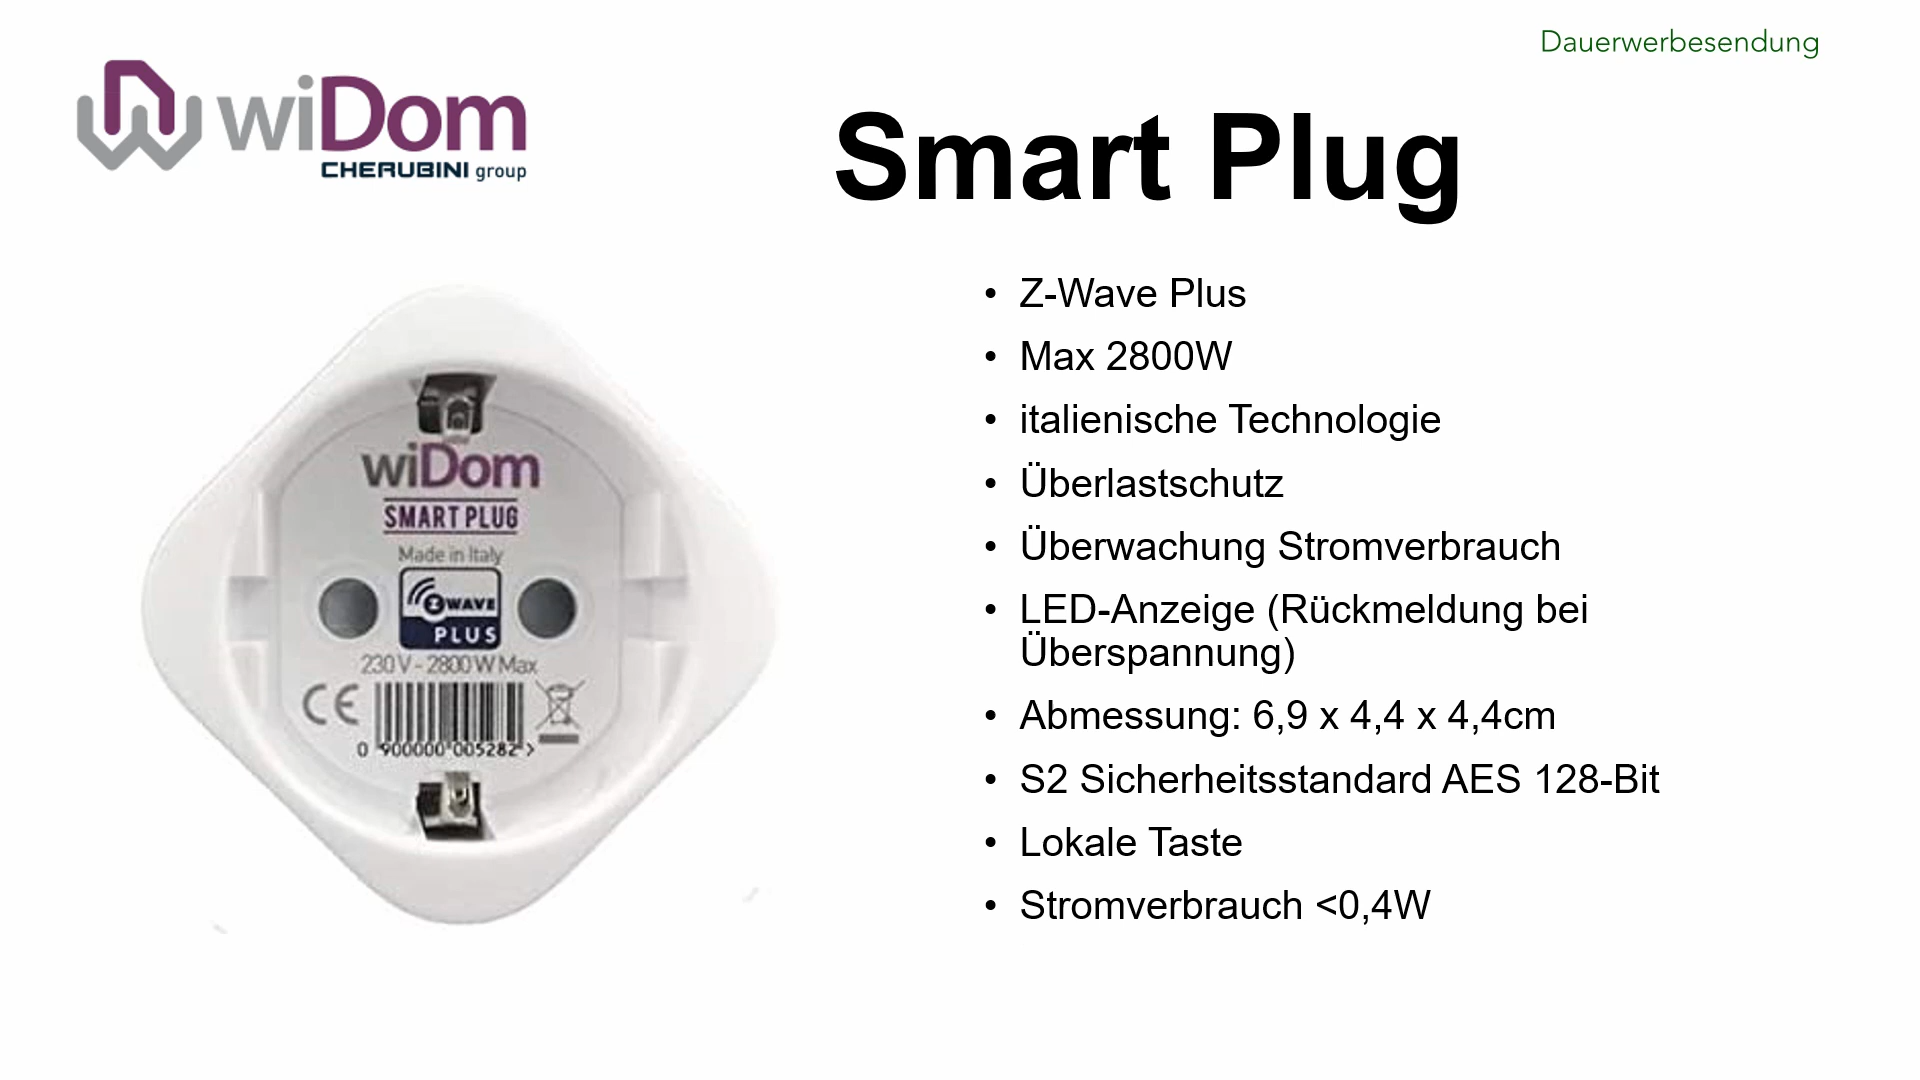 Dauerwerbesendung
wiDom
CHERUBINI group
Smart Plug
• Z-Wave Plus
• Max 2800W
• italienische Technologie
• Überlastschutz
• Überwachung Stromverbrauch
• LED-Anzeige (Rückmeldung bei
Überspannung)
• Abmessung: 6,9 x 4,4 x 4,4cm
• S2 Sicherheitsstandard AES 128-Bit
• Lokale Taste
• Stromverbrauch <0,4W
wiDom
SMART PLUG
Made in Italy
Z WAVE
PLUS
230 V - 2800 W Max
CE
0 900000 005282 >